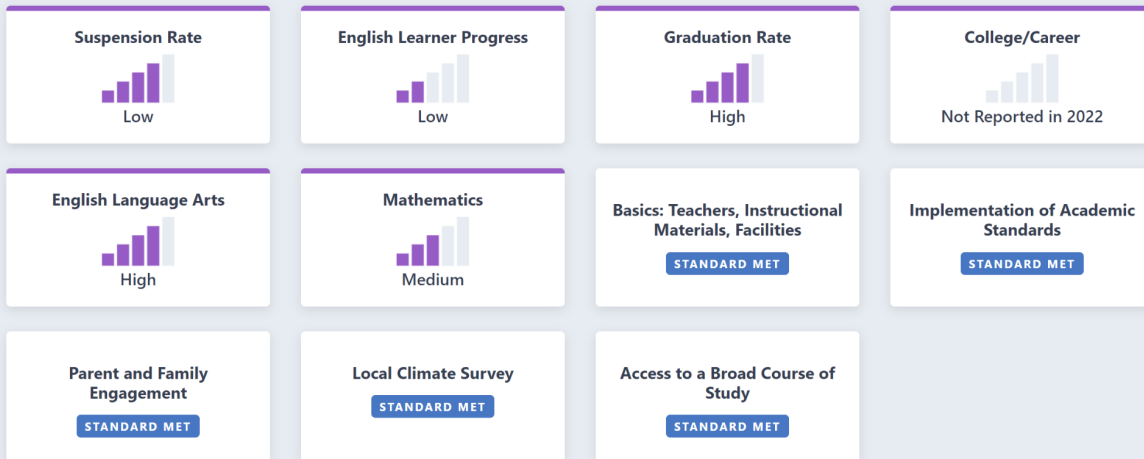 Suspension Rate
Low
English Learner Progress
Low
Graduation Rate
High
College/Career
Not Reported in 2022
English Language Arts
High
Mathematics
Medium
Basics: Teachers, Instructional
Materials, Facilities
STANDARD MET
Implementation of Academic
Standards
STANDARD MET
Parent and Family
Engagement
STANDARD MET
Local Climate Survey
STANDARD MET
Access to a Broad Course of
Study
STANDARD MET